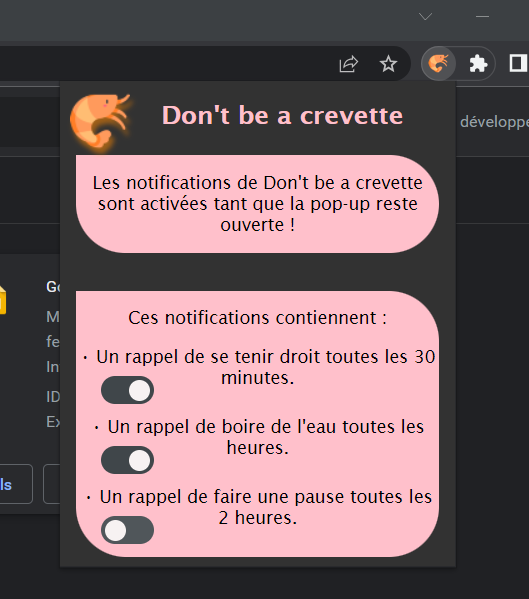 Don't be a crevette
développe
Les notifications de Don't be a crevette
sont activées tant que la pop-up reste
ouverte !
Ces notifications contiennent :
· Un rappel de se tenir droit toutes les 30
minutes.
· Un rappel de boire de l'eau toutes les
heures.
· Un rappel de faire une pause toutes les
2 heures.
Go
M
fe
In
ID
Ex
ls